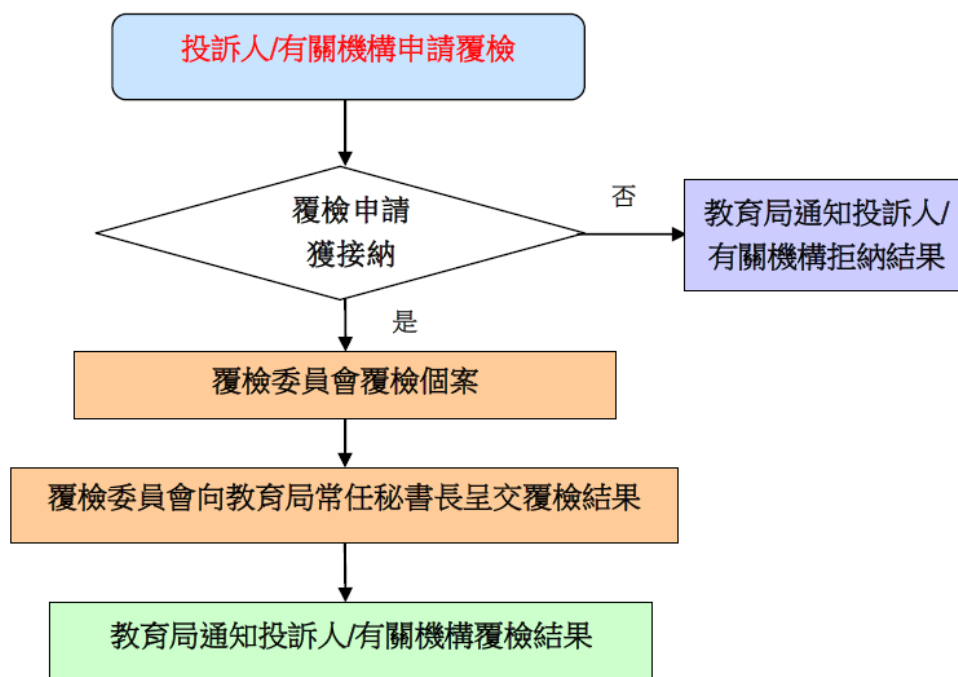 投訴人/有關機構申請覆檢
覆檢申請
獲接納
否
教育局通知投訴人/
有關機構拒納結果
是
覆檢委員會覆檢個案
覆檢委員會向教育局常任秘書長呈交覆檢結果
教育局通知投訴人/有關機構覆檢結果